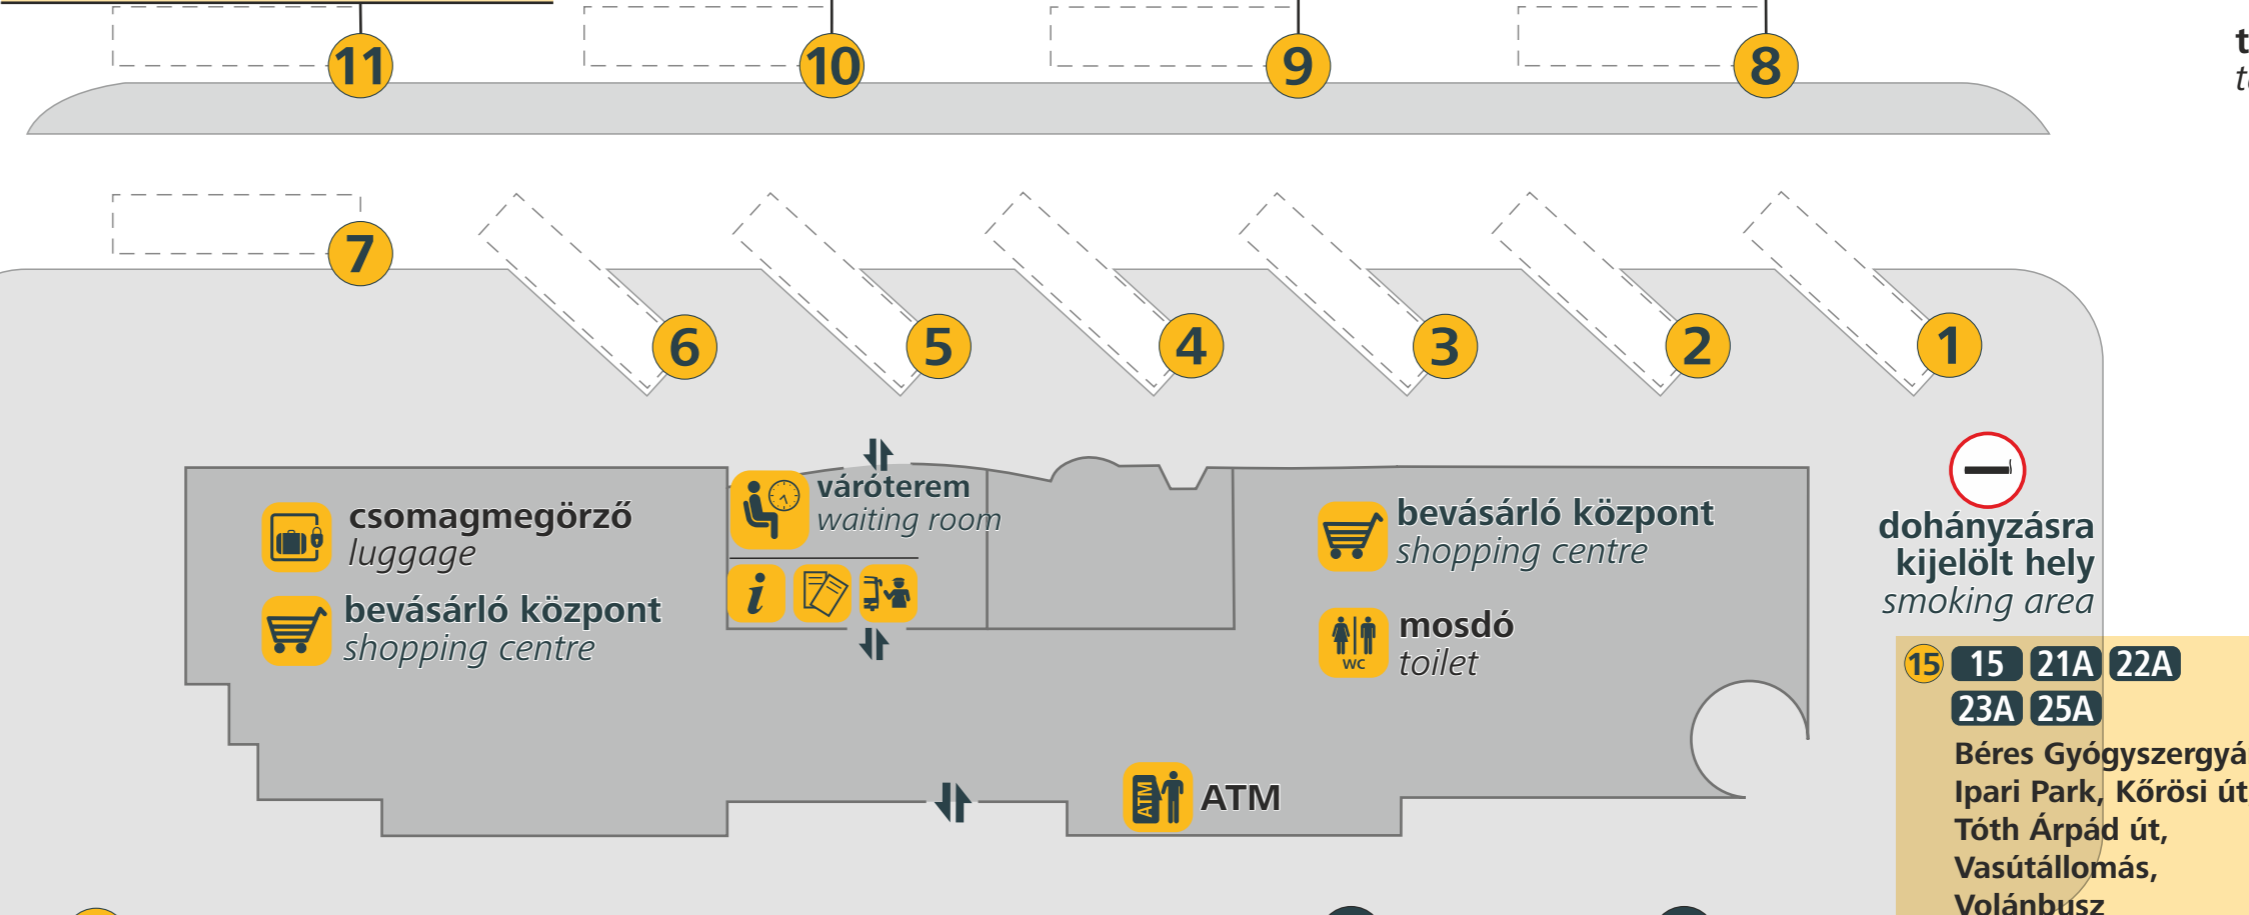 11
10
9
8
7
6
5
4
3
2
1
csomagmegörző
luggage
bevásárló központ
shopping centre
váróterem
waiting room
i
bevásárló központ
shopping centre
WC
mosdó
toilet
ATM
ATM
dohányzásra
kijelölt hely
smoking area
15 15 21A 22A
23A 25A
Béres Gyógyszergyá
Ipari Park, Kőrösi út
Tóth Árpád út,
Vasútállomás,
Volánbusz